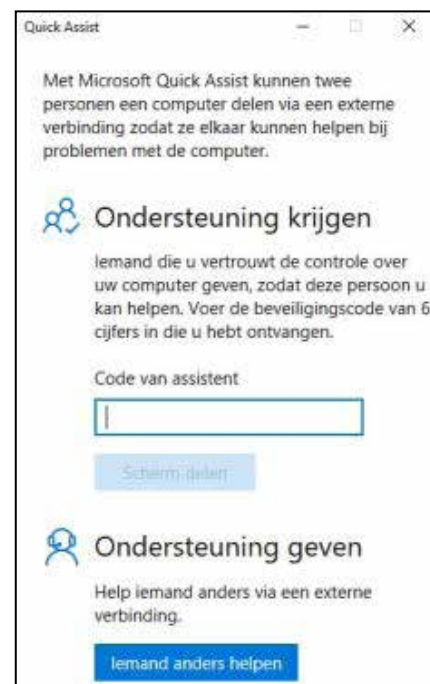 Quick Assist
Met Microsoft Quick Assist kunnen twee
personen een computer delen via een externe
verbinding zodat ze elkaar kunnen helpen bij
problemen met de computer.
Ondersteuning krijgen
Iemand die u vertrouwt de controle over
uw computer geven, zodat deze persoon u
kan helpen. Voer de beveiligingscode van 6
cijfers in die u hebt ontvangen.
Code van assistent
Scherm delen
Ondersteuning geven
Help iemand anders via een externe
verbinding.
Iemand anders helpen